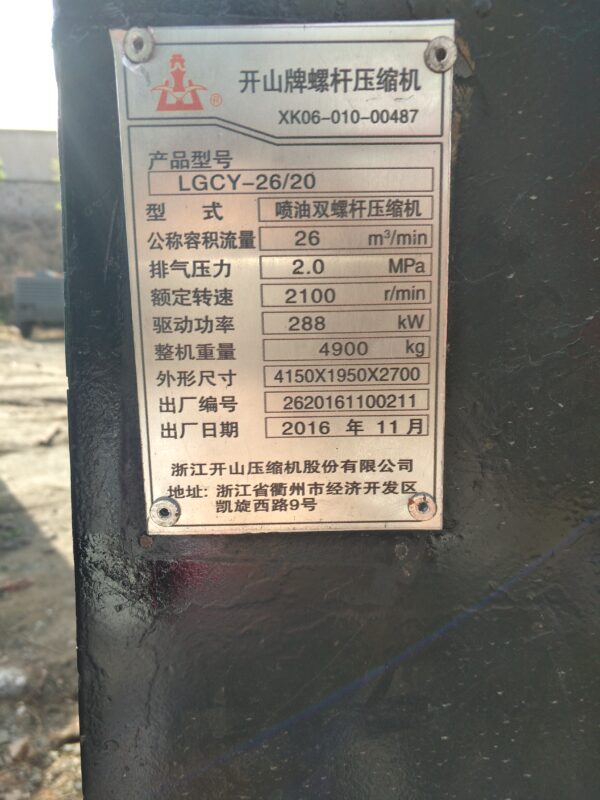 开山牌螺杆压缩机
XK06-010-00487
产品型号
LGCY-26/20
型 式 喷油双螺杆压缩机
公称容积流量 26 m³/min
排气压力 2.0 MPa
额定转速 2100 r/min
驱动功率 288 kW
整机重量 4900 kg
外形尺寸 4150X1950X2700
出厂编号 2620161100211
出厂日期 2016 年 11 月
浙江开山压缩机股份有限公司
地址: 浙江省衢州市经济开发区
凯旋西路9号